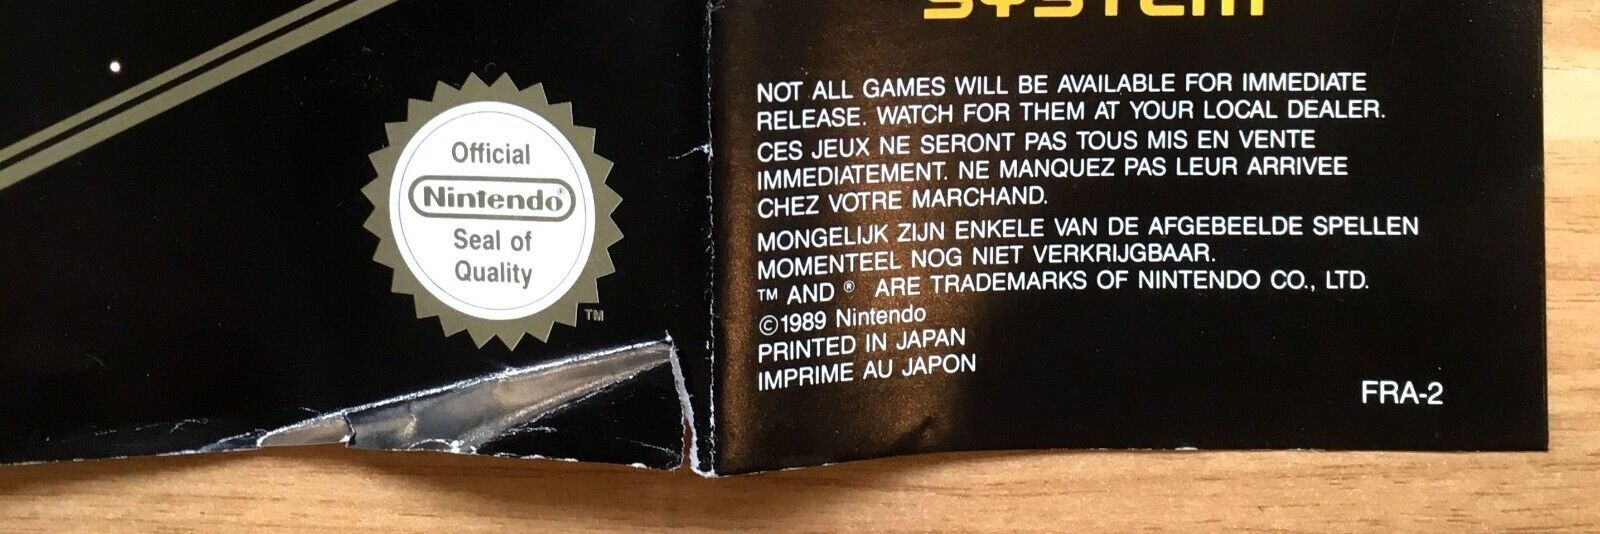 SYSTEM
Official
Nintendo®
Seal of
Quality
TM
NOT ALL GAMES WILL BE AVAILABLE FOR IMMEDIATE
RELEASE. WATCH FOR THEM AT YOUR LOCAL DEALER.
CES JEUX NE SERONT PAS TOUS MIS EN VENTE
IMMEDIATEMENT. NE MANQUEZ PAS LEUR ARRIVEE
CHEZ VOTRE MARCHAND.
MONGELIJK ZIJN ENKELE VAN DE AFGEBEELDE SPELLEN
MOMENTEEL NOG NIET VERKRIJGBAAR.
TM AND ® ARE TRADEMARKS OF NINTENDO CO., LTD.
©1989 Nintendo
PRINTED IN JAPAN
IMPRIME AU JAPON
FRA-2